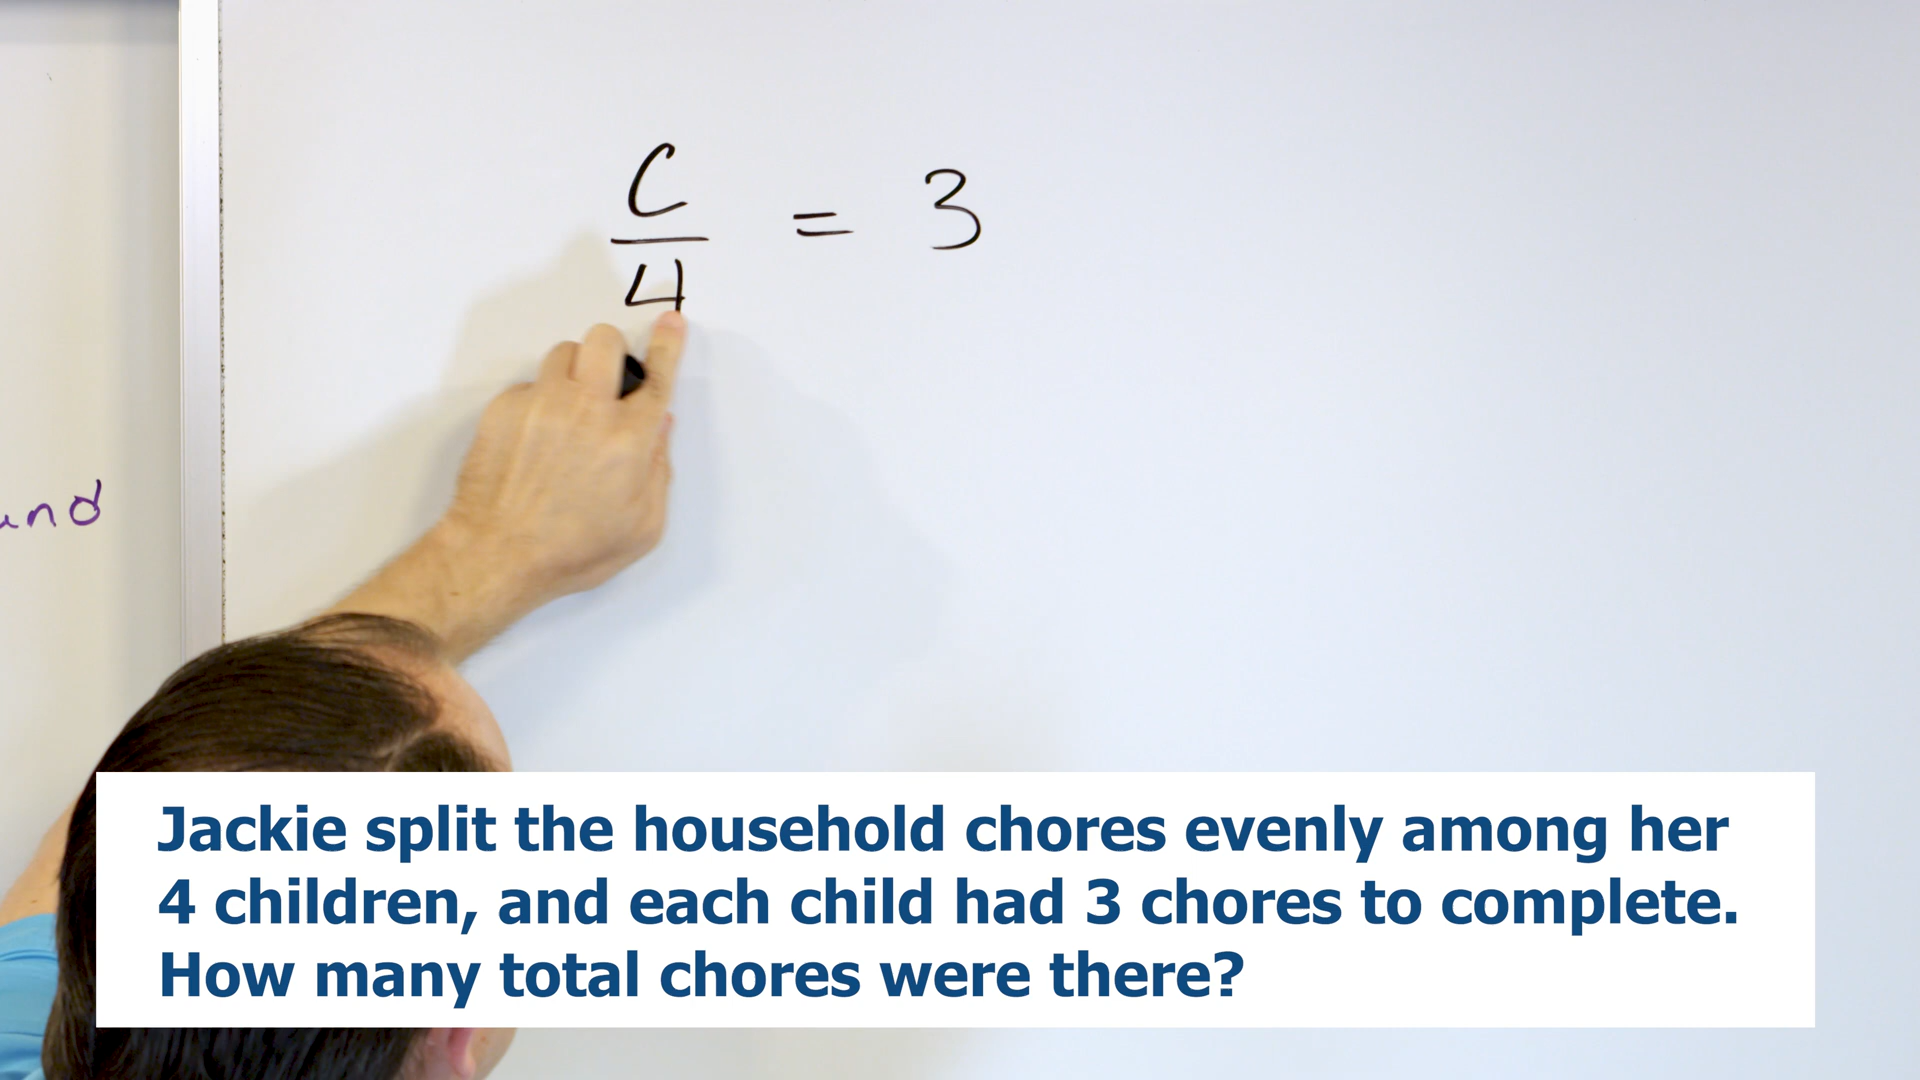 C
4
= 3
and
Jackie split the household chores evenly among her
4 children, and each child had 3 chores to complete.
How many total chores were there?